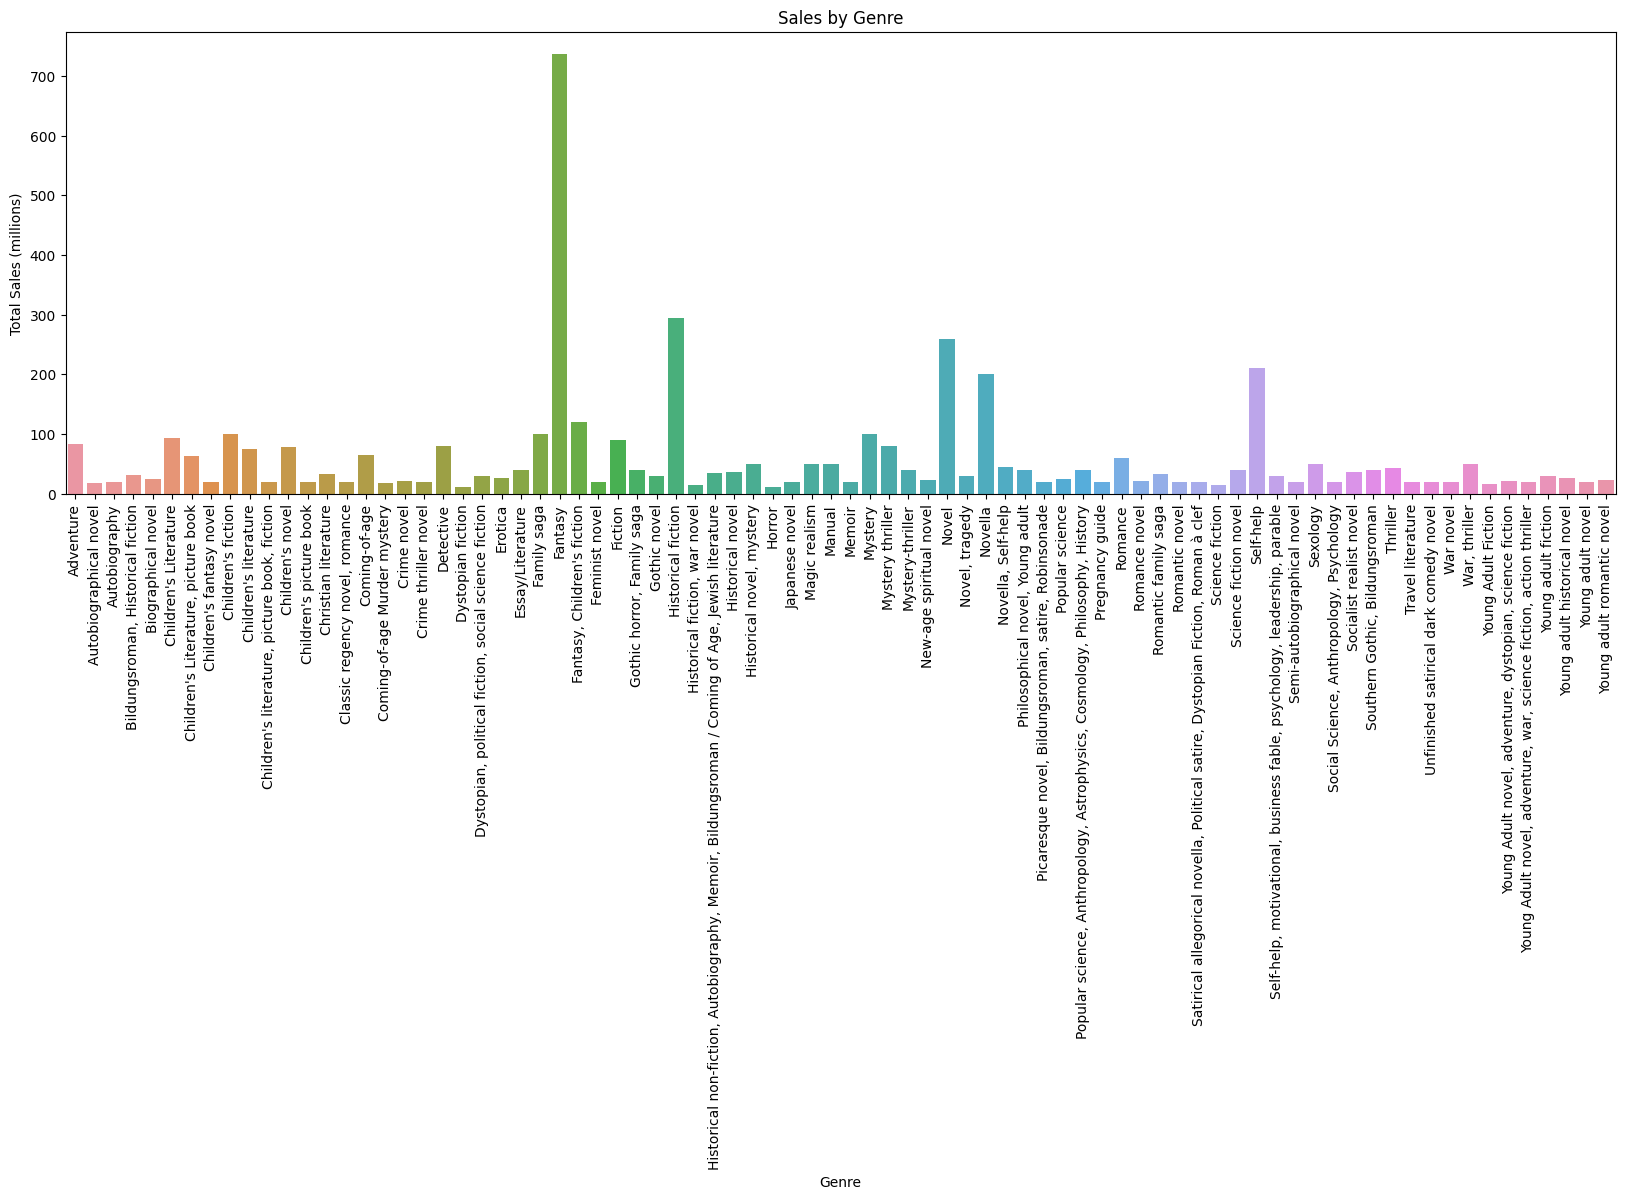 Sales by Genre
Total Sales (millions)
700
600
500
400
300
200
100
0
Adventure
Autobiographical novel
Autobiography
Bildungsroman, Historical fiction
Biographical novel
Children's Literature
Children's Literature, picture book
Children's fantasy novel
Children's fiction
Children's literature
Children's literature, picture book, fiction
Children's novel
Children's picture book
Christian literature
Classic regency novel, romance
Coming-of-age
Coming-of-age Murder mystery
Crime novel
Crime thriller novel
Detective
Dystopian fiction
Dystopian, political fiction, social science fiction
Erotica
Essay/Literature
Family saga
Fantasy
Fantasy, Children's fiction
Feminist novel
Fiction
Gothic horror, Family saga
Gothic novel
Historical fiction
Historical fiction, war novel
Historical non-fiction, Autobiography, Memoir, Bildungsroman / Coming of Age, Jewish literature
Historical novel
Historical novel, mystery
Horror
Japanese novel
Magic realism
Manual
Memoir
Mystery
Mystery thriller
Mystery-thriller
New-age spiritual novel
Novel
Novel, tragedy
Novella
Novella, Self-help
Philosophical novel, Young adult
Picaresque novel, Bildungsroman, satire, Robinsonade
Popular science
Popular science, Anthropology, Astrophysics, Cosmology, Philosophy, History
Pregnancy guide
Romance
Romance novel
Romantic family saga
Romantic novel
Satirical allegorical novella, Political satire, Dystopian Fiction, Roman à clef
Science fiction
Science fiction novel
Self-help
Self-help, motivational, business fable, psychology, leadership, parable
Semi-autobiographical novel
Sexology
Social Science, Anthropology, Psychology
Socialist realist novel
Southern Gothic, Bildungsroman
Thriller
Travel literature
Unfinished satirical dark comedy novel
War novel
War, thriller
Young Adult Fiction
Young Adult novel, adventure, dystopian, science fiction
Young Adult novel, adventure, war, science fiction, action thriller
Young adult fiction
Young adult historical novel
Young adult novel
Young adult romantic novel
Genre